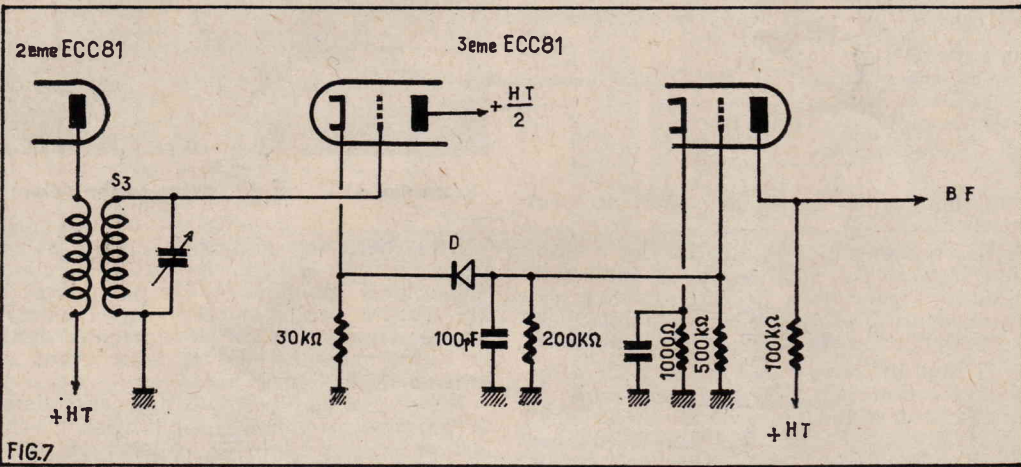 2eme ECC81
3eme ECC81
+ HT
2
S3
BF
D
30KΩ
100pF
200KΩ
1000Ω
500KΩ
100KΩ
+HT
+HT
FIG.7